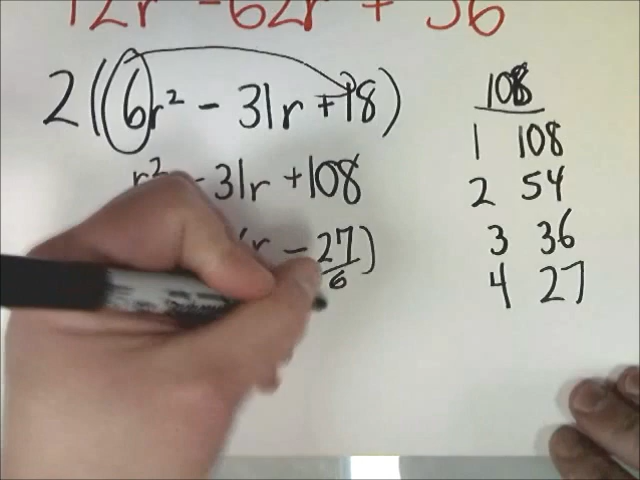 12r² - 62r + 36
2(6r² - 31r + 18)
r² - 31r + 108
(r - 27/6)
108
1 108
2 54
3 36
4 27